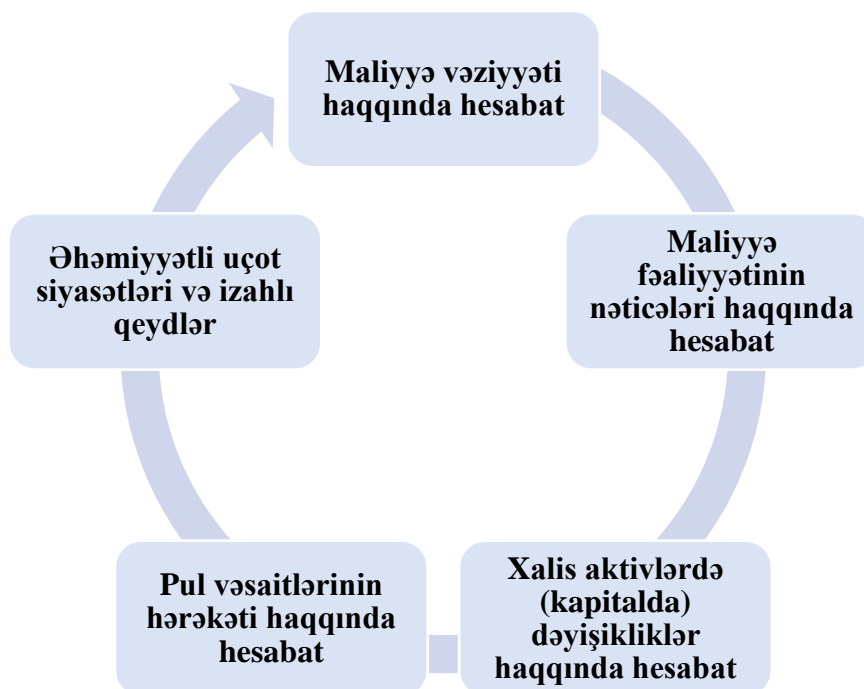 Maliyyə vəziyyəti
haqqında hesabat
Maliyyə
fəaliyyətinin
nəticələri haqqında
hesabat
Xalis aktivlərdə
(kapitalda)
dəyişikliklər
haqqında hesabat
Pul vəsaitlərinin
hərəkəti haqqında
hesabat
Əhəmiyyətli uçot
siyasətləri və izahlı
qeydlər